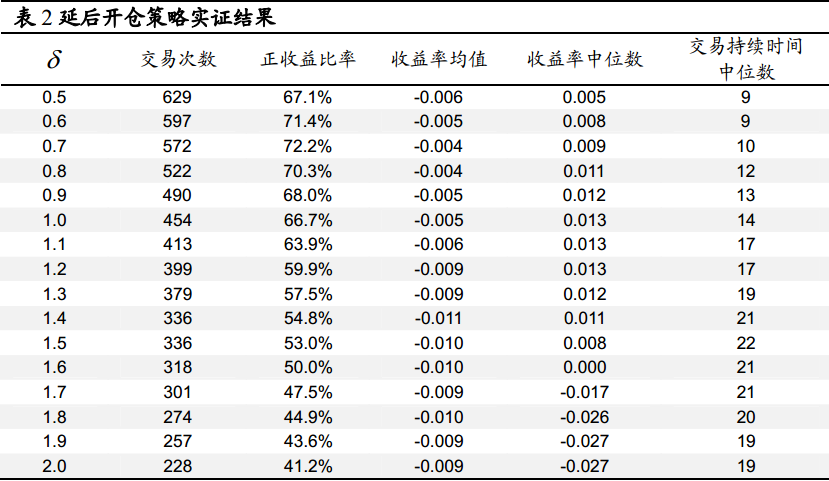 表 2 延后开仓策略实证结果
δ 交易次数 正收益比率 收益率均值 收益率中位数 交易持续时间中位数
0.5 629 67.1% -0.006 0.005 9
0.6 597 71.4% -0.005 0.008 9
0.7 572 72.2% -0.004 0.009 10
0.8 522 70.3% -0.004 0.011 12
0.9 490 68.0% -0.005 0.012 13
1.0 454 66.7% -0.005 0.013 14
1.1 413 63.9% -0.006 0.013 17
1.2 399 59.9% -0.009 0.013 17
1.3 379 57.5% -0.009 0.012 19
1.4 336 54.8% -0.011 0.011 21
1.5 336 53.0% -0.010 0.008 22
1.6 318 50.0% -0.010 0.000 21
1.7 301 47.5% -0.009 -0.017 21
1.8 274 44.9% -0.010 -0.026 20
1.9 257 43.6% -0.009 -0.027 19
2.0 228 41.2% -0.009 -0.027 19